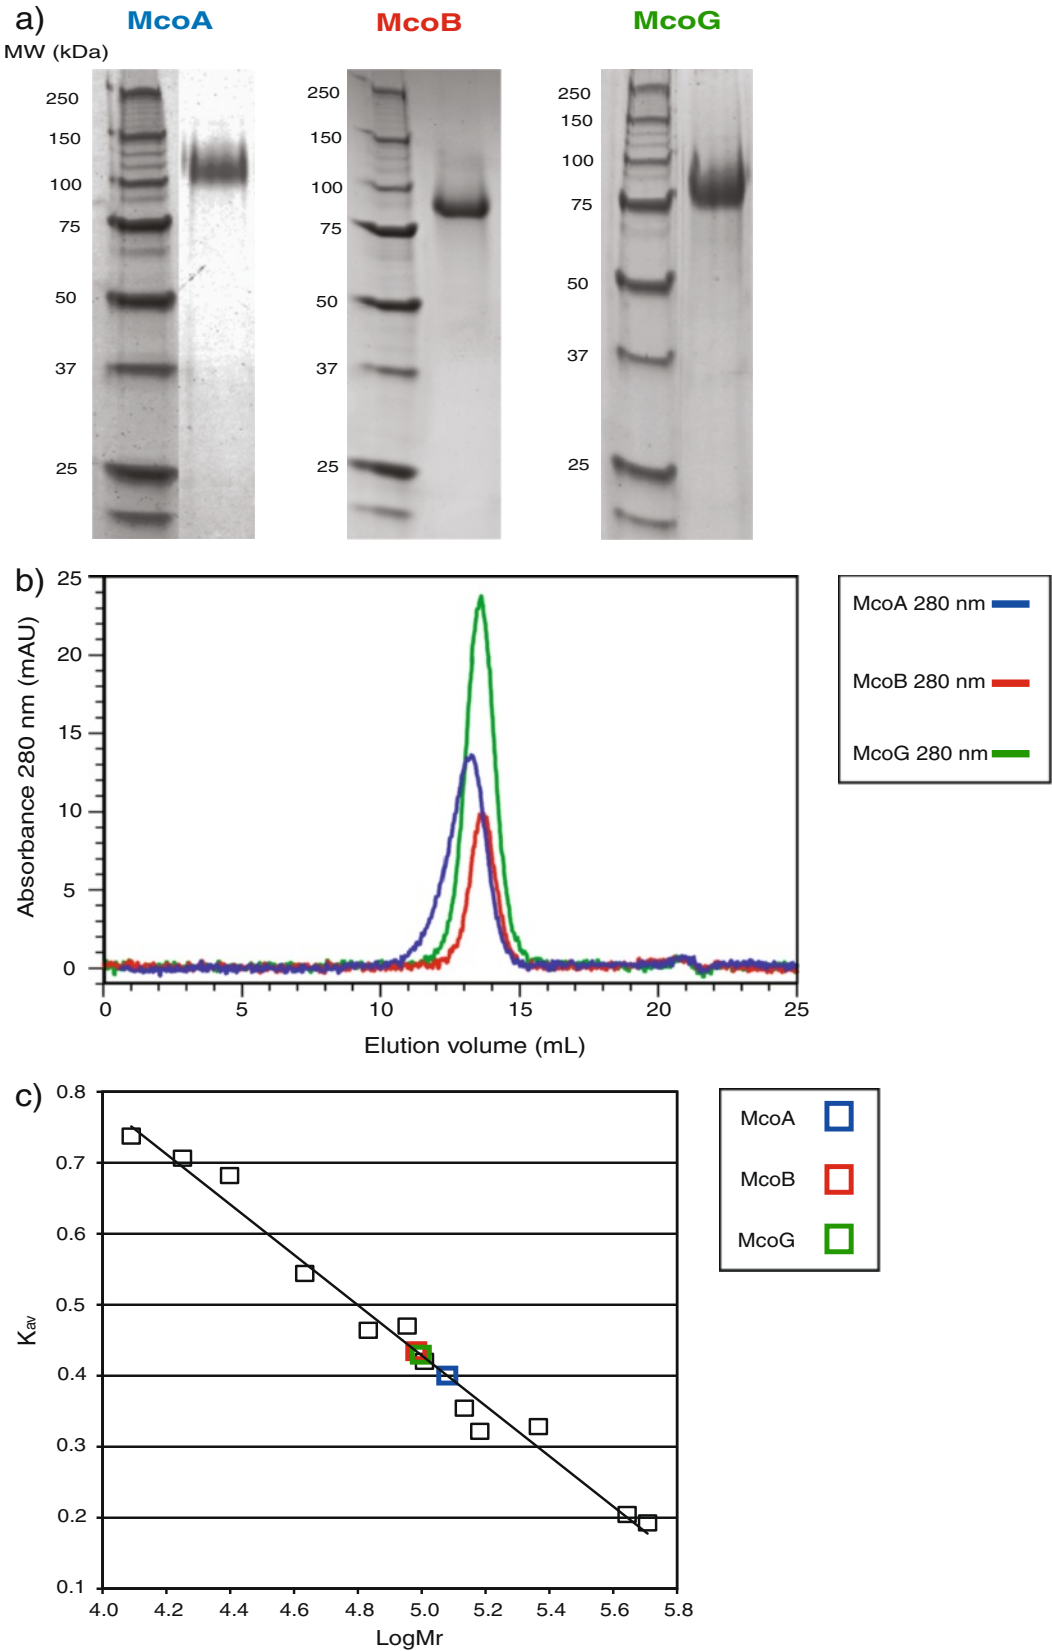 a) McoA McoB McoG
MW (kDa)
250 250 250
150 150 150
100 100 100
75 75 75
50 50 50
37 37 37
25 25 25
b)
25
20
15
10
5
0
Absorbance 280 nm (mAU)
0 5 10 15 20 25
Elution volume (mL)
McoA 280 nm
McoB 280 nm
McoG 280 nm
c)
0.8
0.7
0.6
0.5
0.4
0.3
0.2
0.1
Kav
4.0 4.2 4.4 4.6 4.8 5.0 5.2 5.4 5.6 5.8
LogMr
McoA
McoB
McoG